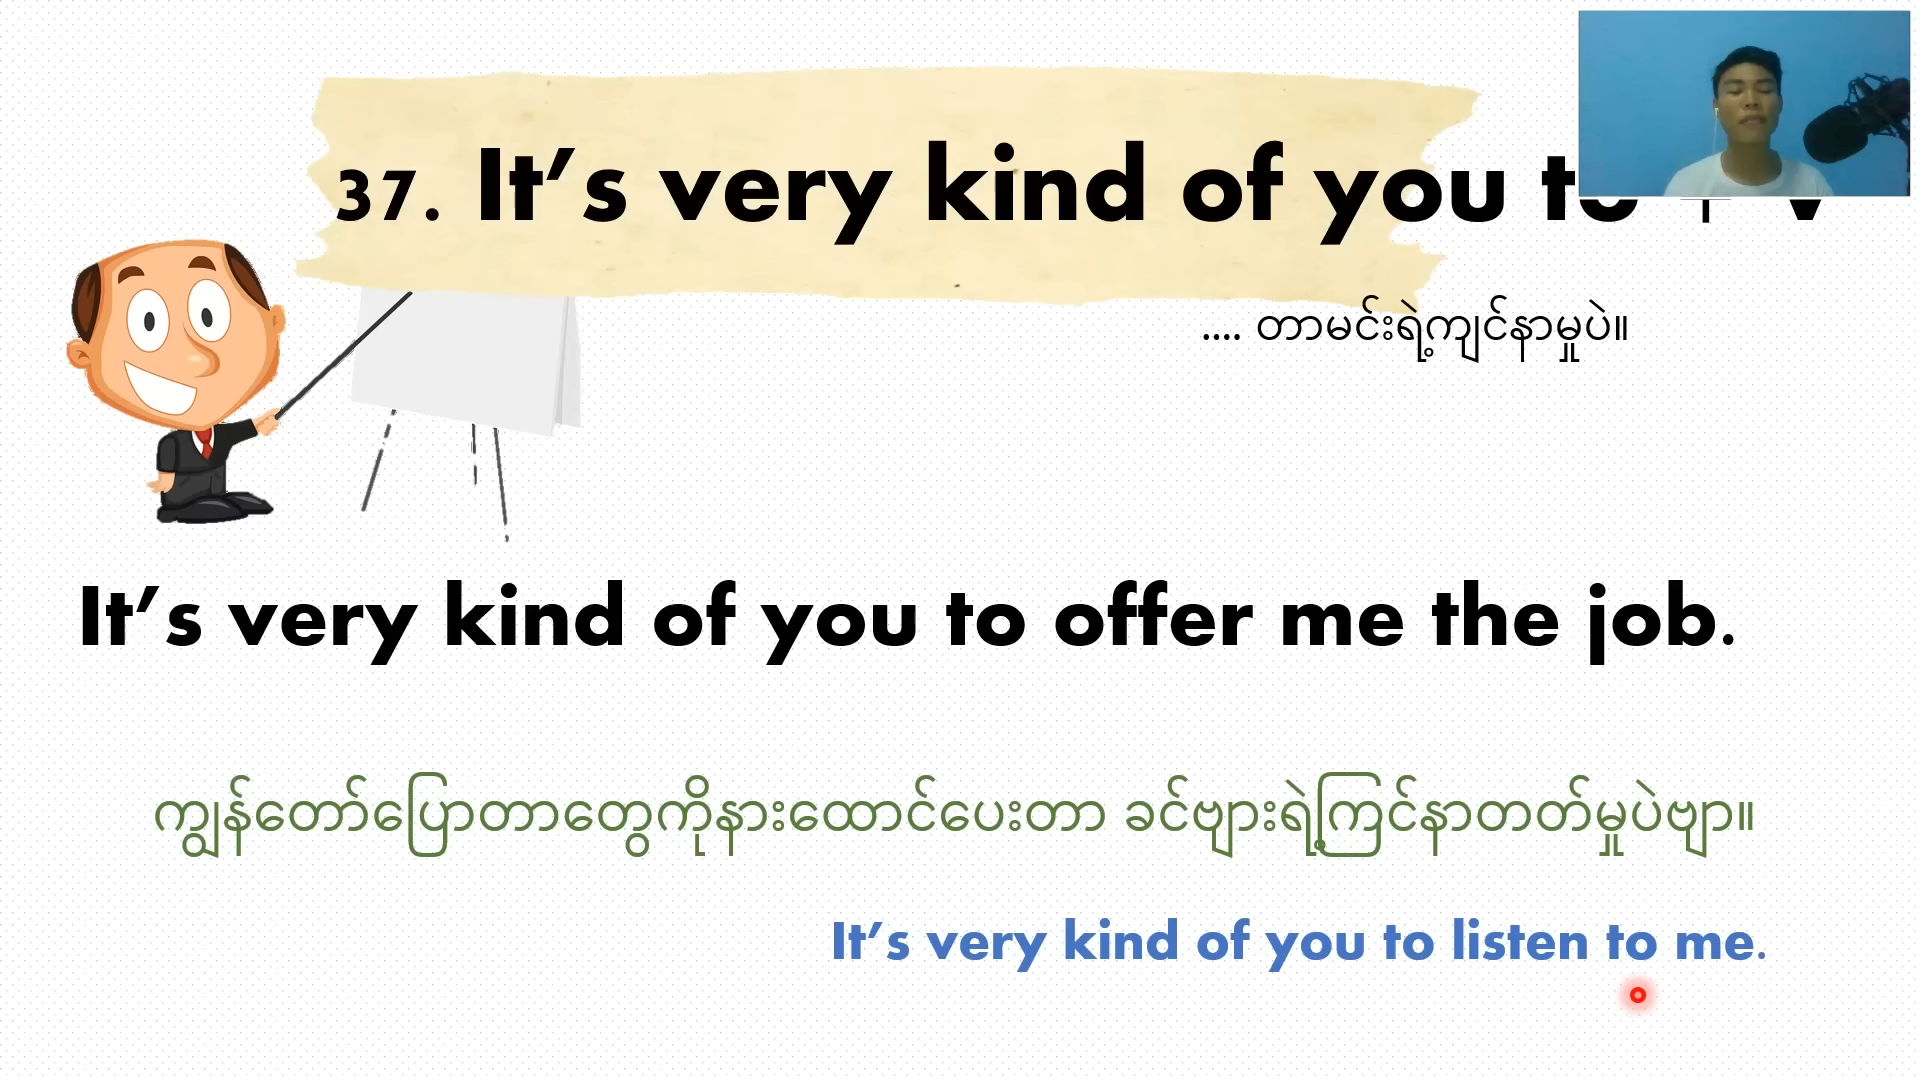 37. It’s very kind of you to + V
.... တာမင်းရဲ့ကျင်နာမှုပဲ။
It’s very kind of you to offer me the job.
ကျွန်တော်ပြောတာတွေကိုနားထောင်ပေးတာ ခင်ဗျားရဲ့ကြင်နာတတ်မှုပဲဗျာ။
It’s very kind of you to listen to me.